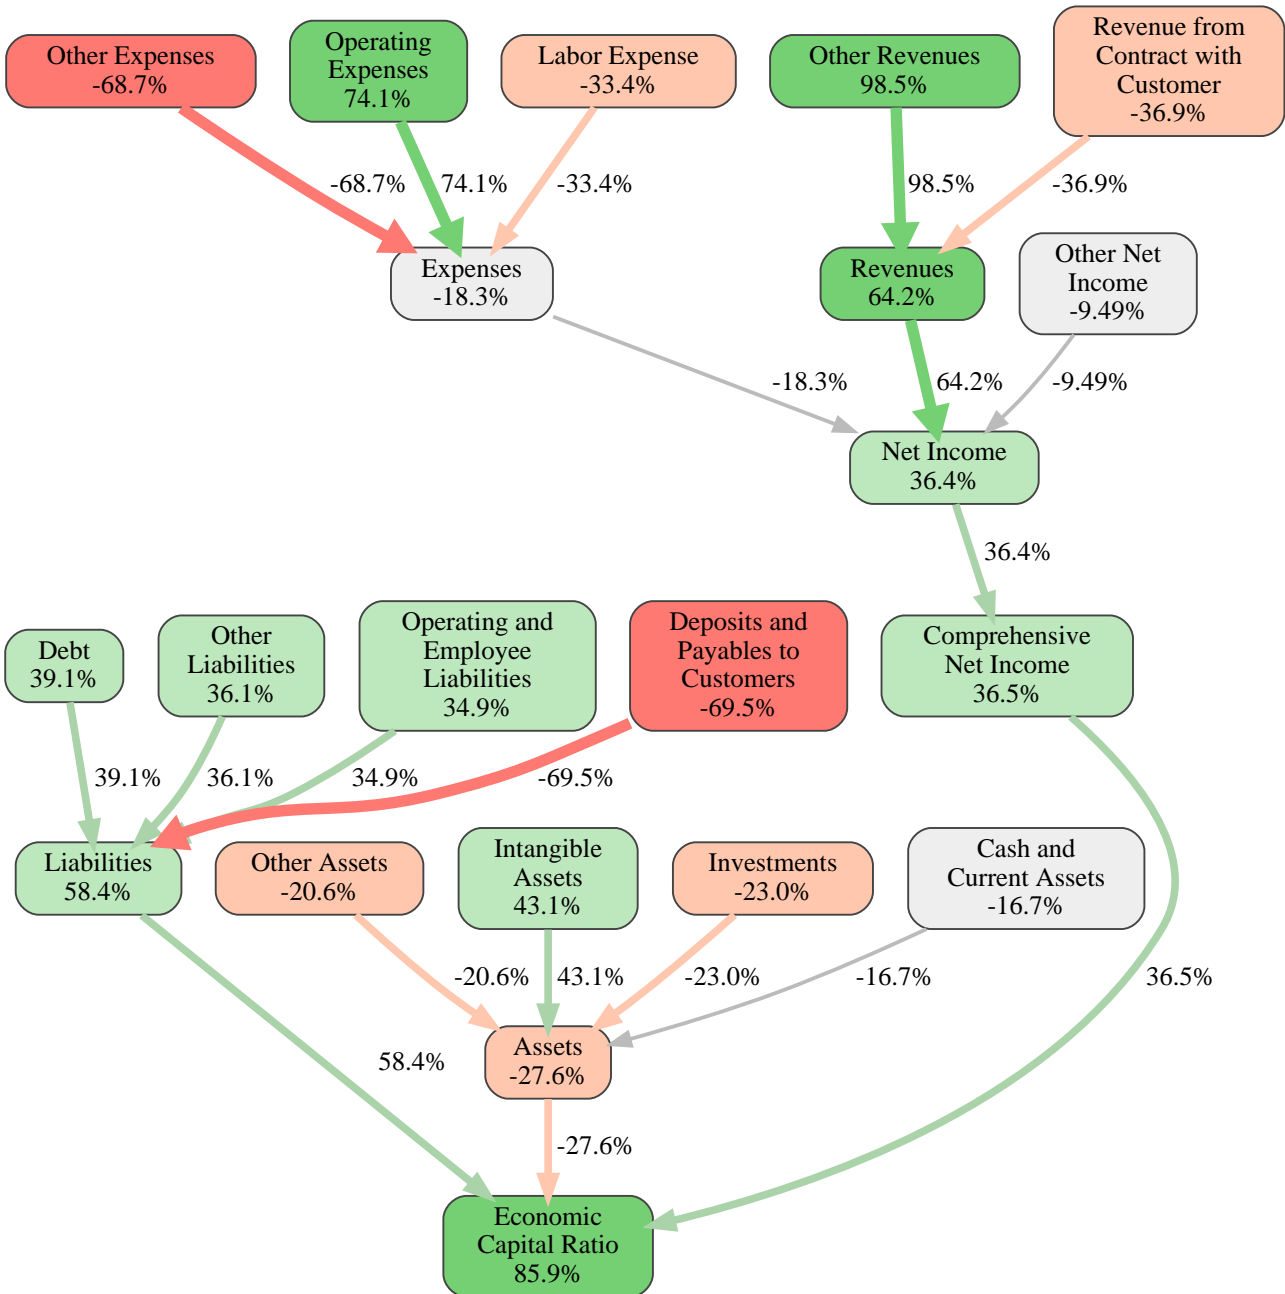 Other Expenses
-68.7%
Operating
Expenses
74.1%
Labor Expense
-33.4%
Other Revenues
98.5%
Revenue from
Contract with
Customer
-36.9%
-68.7%
74.1%
-33.4%
98.5%
-36.9%
Expenses
-18.3%
Revenues
64.2%
Other Net
Income
-9.49%
-18.3%
64.2%
-9.49%
Net Income
36.4%
36.4%
Debt
39.1%
Other
Liabilities
36.1%
Operating and
Employee
Liabilities
34.9%
Deposits and
Payables to
Customers
-69.5%
Comprehensive
Net Income
36.5%
39.1%
36.1%
34.9%
-69.5%
Liabilities
58.4%
Other Assets
-20.6%
Intangible
Assets
43.1%
Investments
-23.0%
Cash and
Current Assets
-16.7%
-20.6%
43.1%
-23.0%
-16.7%
36.5%
Assets
-27.6%
58.4%
-27.6%
Economic
Capital Ratio
85.9%